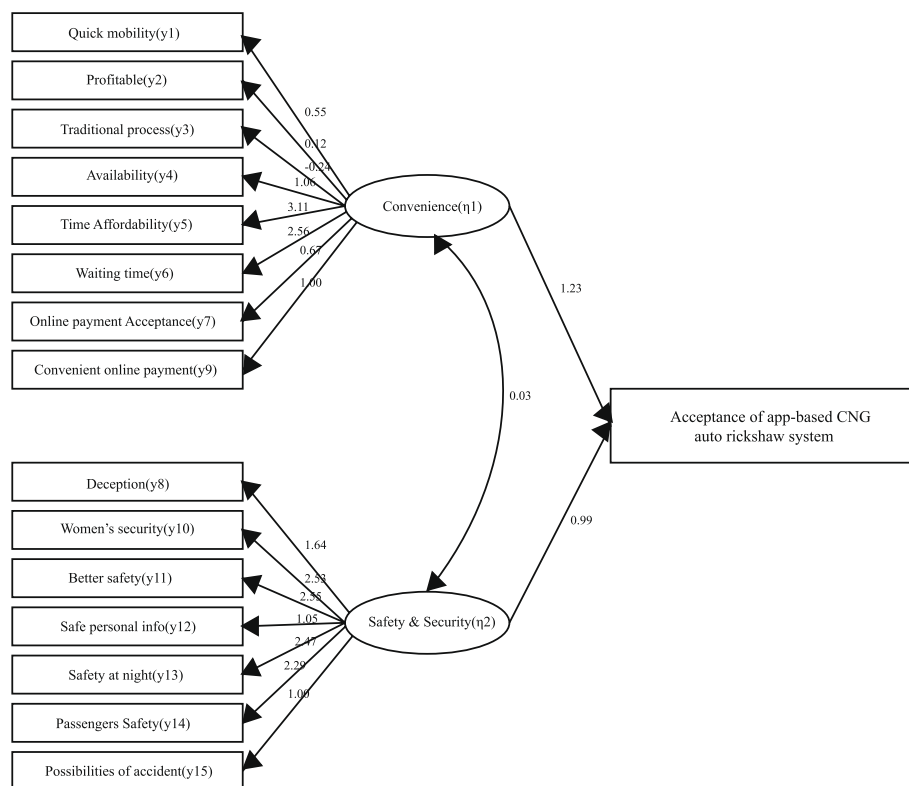 Quick mobility(y1)
Profitable(y2)
Traditional process(y3)
Availability(y4)
Time Affordability(y5)
Waiting time(y6)
Online payment Acceptance(y7)
Convenient online payment(y9)
0.55
0.12
-0.24
1.06
3.11
2.56
0.67
1.00
Convenience(η1)
1.23
0.03
Acceptance of app-based CNG
auto rickshaw system
0.99
Deception(y8)
Women's security(y10)
Better safety(y11)
Safe personal info(y12)
Safety at night(y13)
Passengers Safety(y14)
Possibilities of accident(y15)
1.64
2.53
2.55
1.05
2.47
2.29
1.00
Safety & Security(η2)